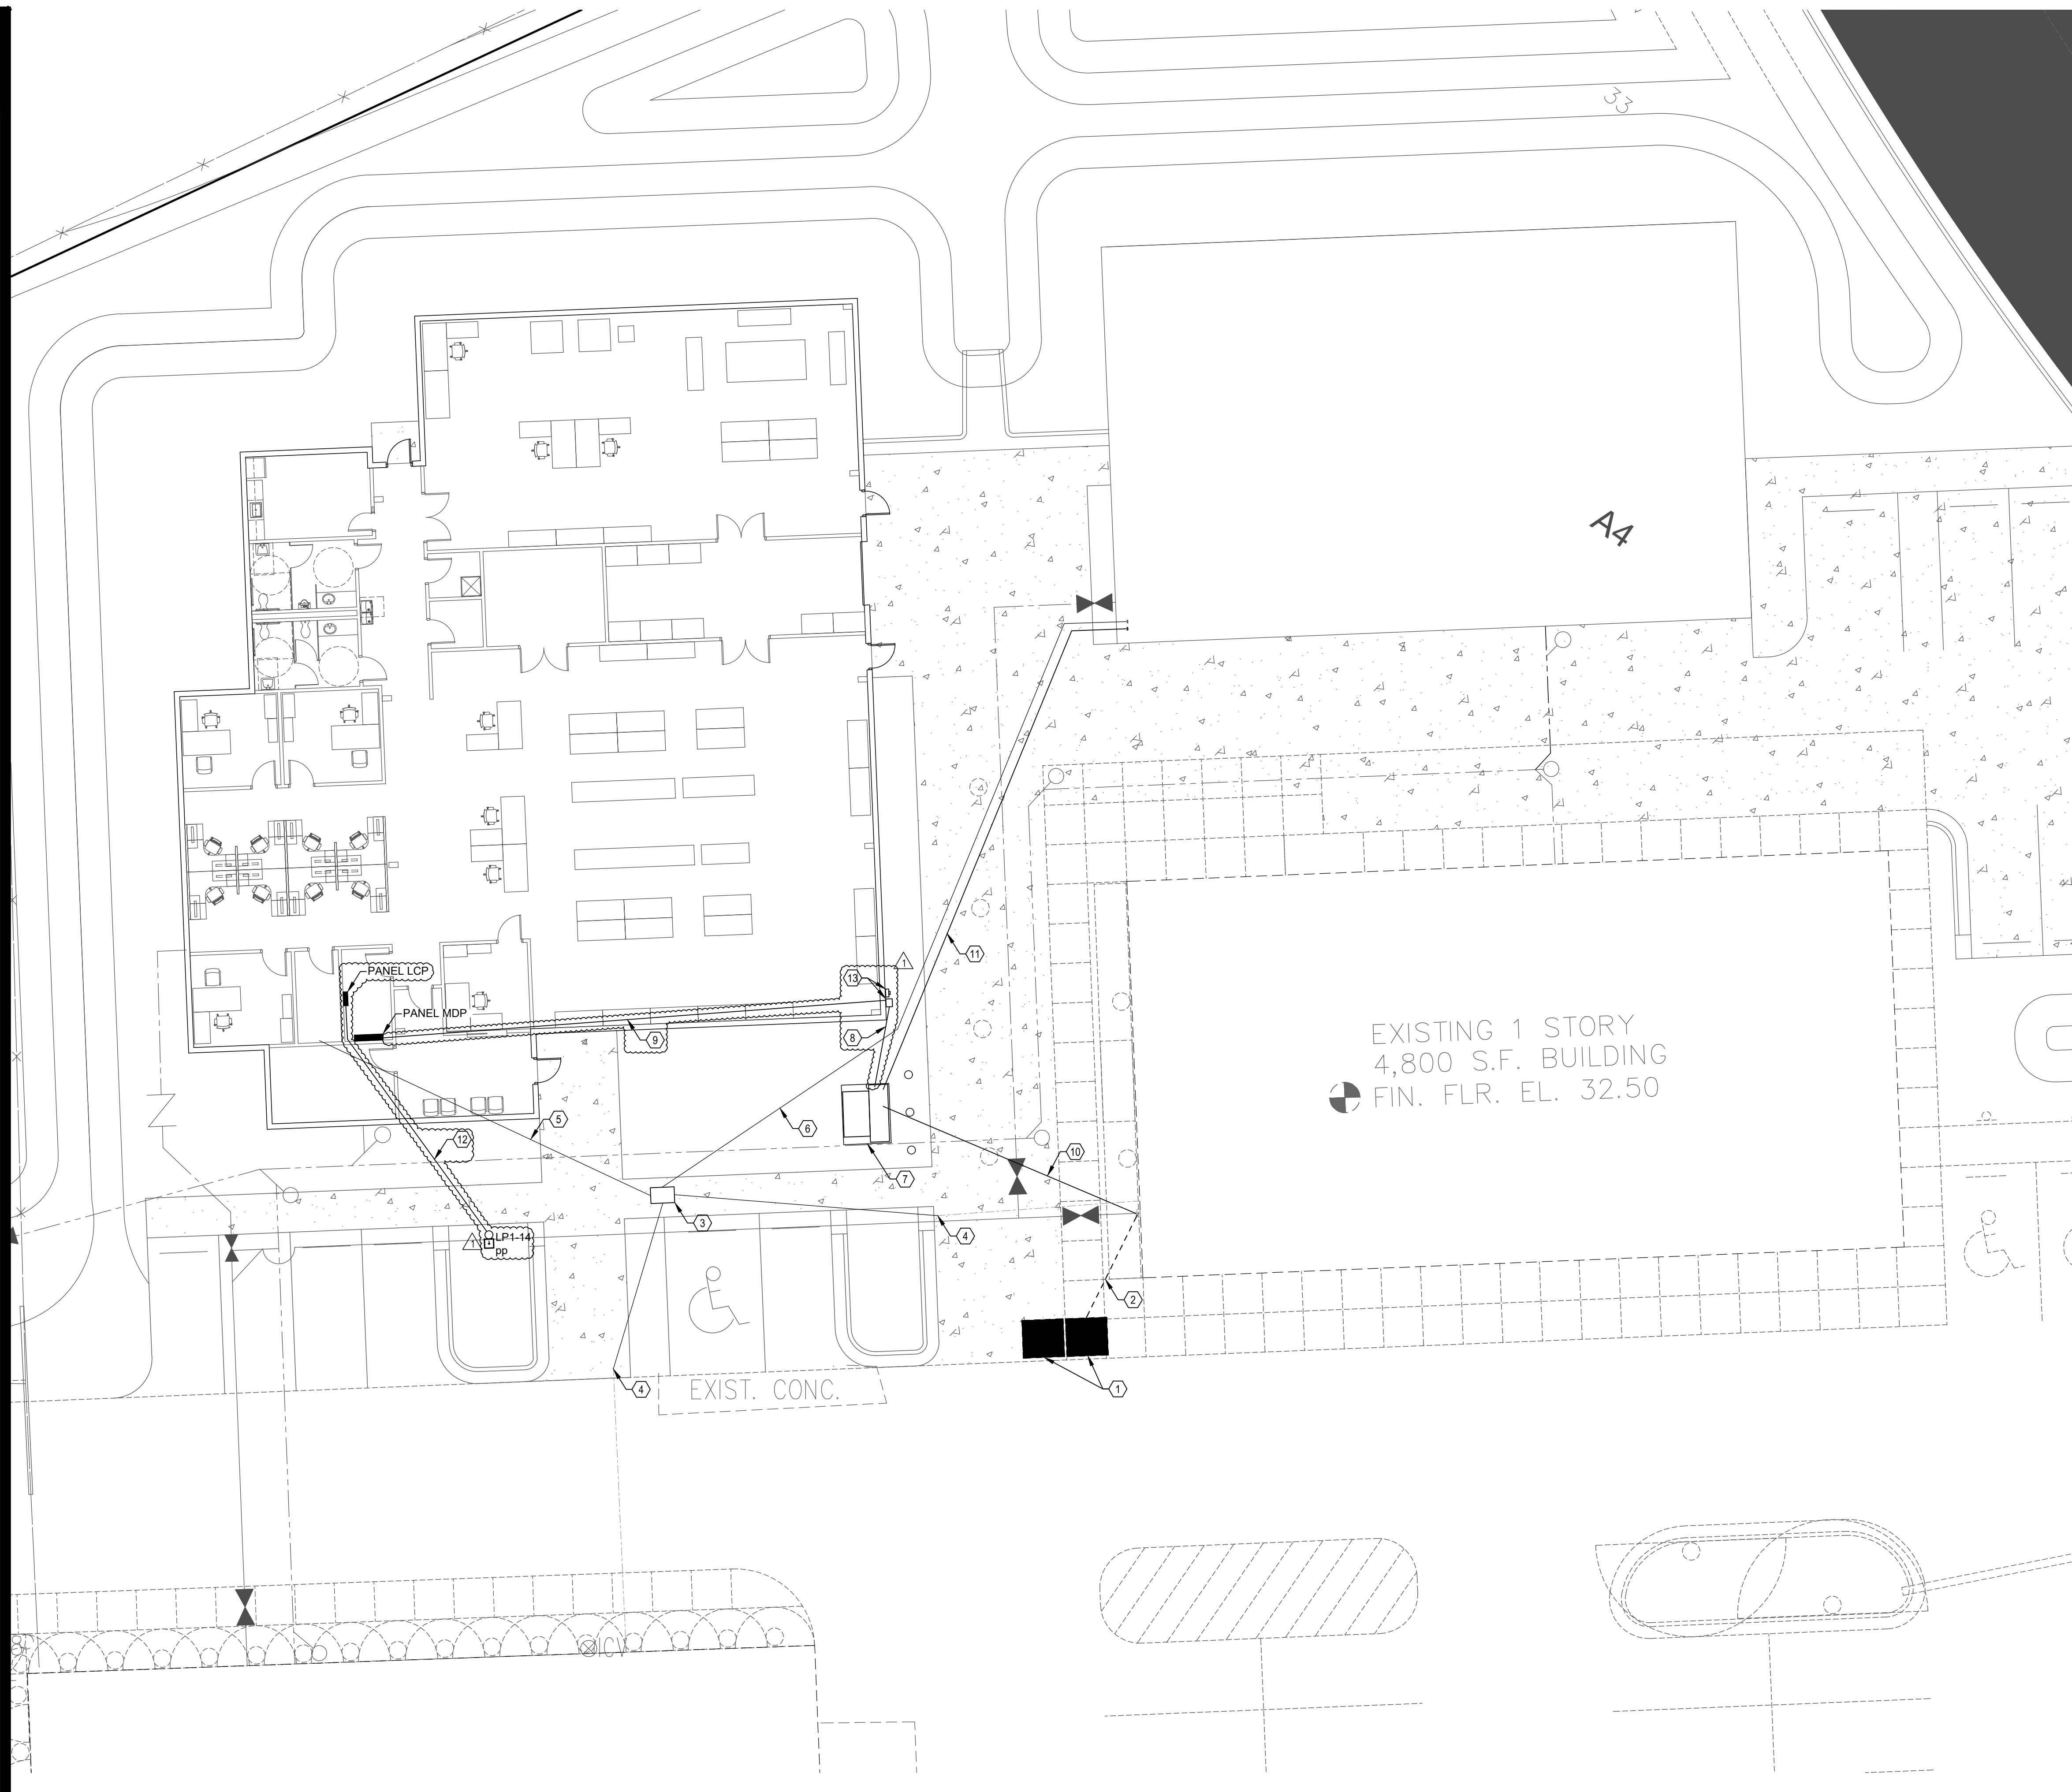 33
A4
PANEL LCP
1
13
11
PANEL MDP
8
9
EXISTING 1 STORY
4,800 S.F. BUILDING
FIN. FLR. EL. 32.50
5
6
12
10
7
3
4
LP1-14
pp
1
2
4
EXIST. CONC.
1
ICV